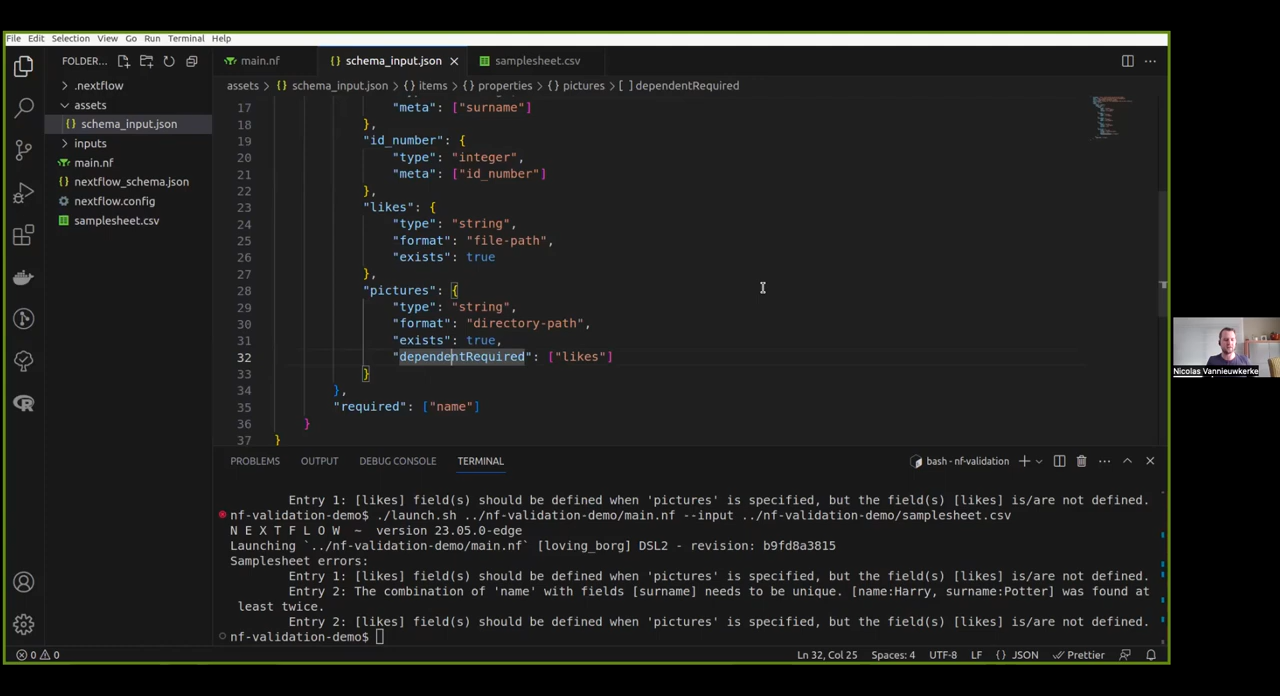 File Edit Selection View Go Run Terminal Help
FOLDER...
main.nf
schema_input.json
samplesheet.csv
assets > {} schema_input.json > {} items > {} properties > {} pictures > [ ] dependentRequired
.nextflow
assets
{} schema_input.json
inputs
main.nf
{} nextflow_schema.json
nextflow.config
samplesheet.csv
17 "meta": ["surname"]
18 },
19 "id_number": {
20 "type": "integer",
21 "meta": ["id_number"]
22 },
23 "likes": {
24 "type": "string",
25 "format": "file-path",
26 "exists": true
27 },
28 "pictures": {
29 "type": "string",
30 "format": "directory-path",
31 "exists": true,
32 "dependentRequired": ["likes"]
33 }
34 },
35 "required": ["name"]
36 }
37 }
Nicolas Vannieuwkerke
PROBLEMS OUTPUT DEBUG CONSOLE TERMINAL
bash - nf-validation
Entry 1: [likes] field(s) should be defined when 'pictures' is specified, but the field(s) [likes] is/are not defined.
nf-validation-demo$ ./launch.sh ../nf-validation-demo/main.nf --input ../nf-validation-demo/samplesheet.csv
N E X T F L O W ~ version 23.05.0-edge
Launching `../nf-validation-demo/main.nf` [loving_borg] DSL2 - revision: b9fd8a3815
Samplesheet errors:
Entry 1: [likes] field(s) should be defined when 'pictures' is specified, but the field(s) [likes] is/are not defined.
Entry 2: The combination of 'name' with fields [surname] needs to be unique. [name:Harry, surname:Potter] was found at
least twice.
Entry 2: [likes] field(s) should be defined when 'pictures' is specified, but the field(s) [likes] is/are not defined.
nf-validation-demo$
0 0
Ln 32, Col 25 Spaces: 4 UTF-8 LF {} JSON Prettier